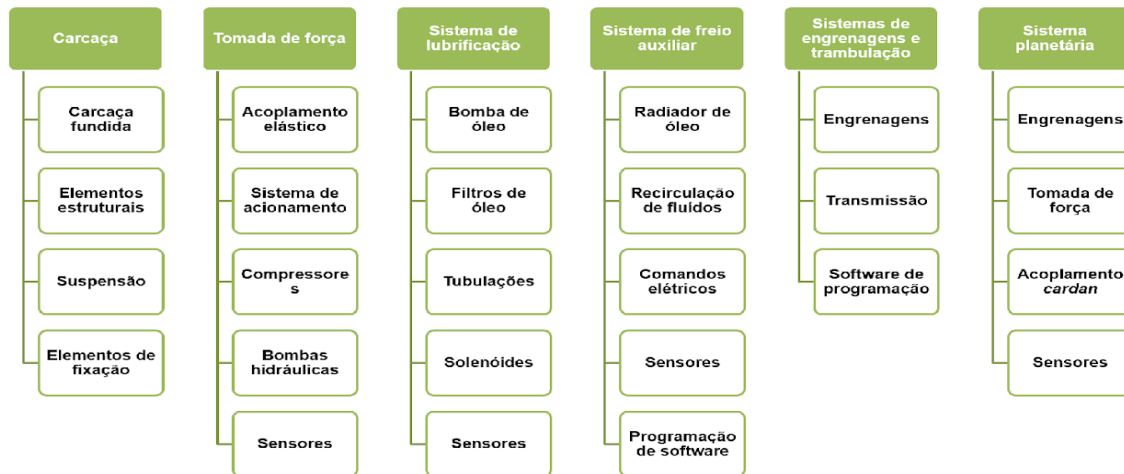 Carcaça
Carcaça
fundida
Elementos
estruturais
Suspensão
Elementos de
fixação
Tomada de força
Acoplamento
elástico
Sistema de
acionamento
Compressore
s
Bombas
hidráulicas
Sensores
Sistema de
lubrificação
Bomba de
óleo
Filtros de
óleo
Tubulações
Solenóides
Sensores
Sistema de freio
auxiliar
Radiador de
óleo
Recirculação
de fluídos
Comandos
elétricos
Sensores
Programação
de software
Sistemas de
engrenagens e
trambulação
Engrenagens
Transmissão
Software de
programação
Sistema
planetária
Engrenagens
Tomada de
força
Acoplamento
cardan
Sensores